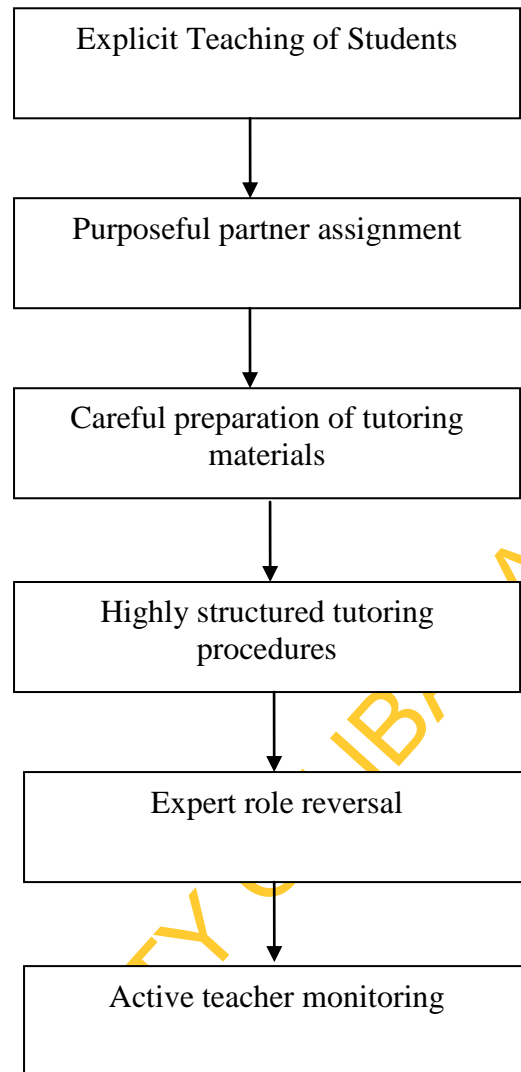 Explicit Teaching of Students
Purposeful partner assignment
Careful preparation of tutoring
materials
Highly structured tutoring
procedures
Expert role reversal
Active teacher monitoring